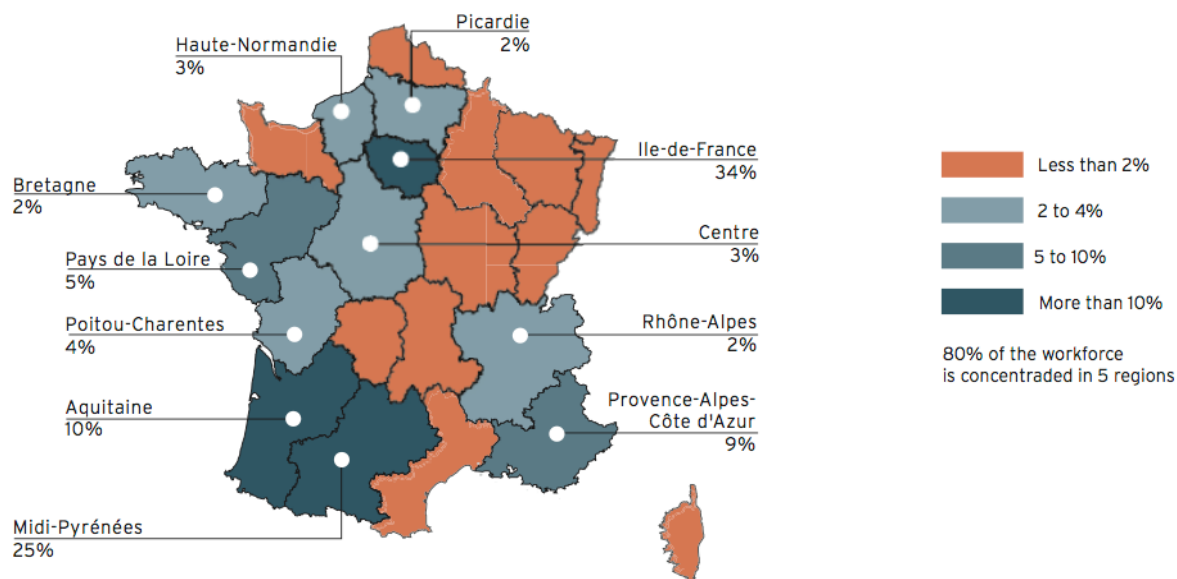 Picardie
2%
Haute-Normandie
3%
Ile-de-France
34%
Bretagne
2%
Centre
3%
Pays de la Loire
5%
Poitou-Charentes
4%
Rhône-Alpes
2%
Aquitaine
10%
Provence-Alpes-
Côte d'Azur
9%
Midi-Pyrénées
25%
Less than 2%
2 to 4%
5 to 10%
More than 10%
80% of the workforce
is concentraded in 5 regions